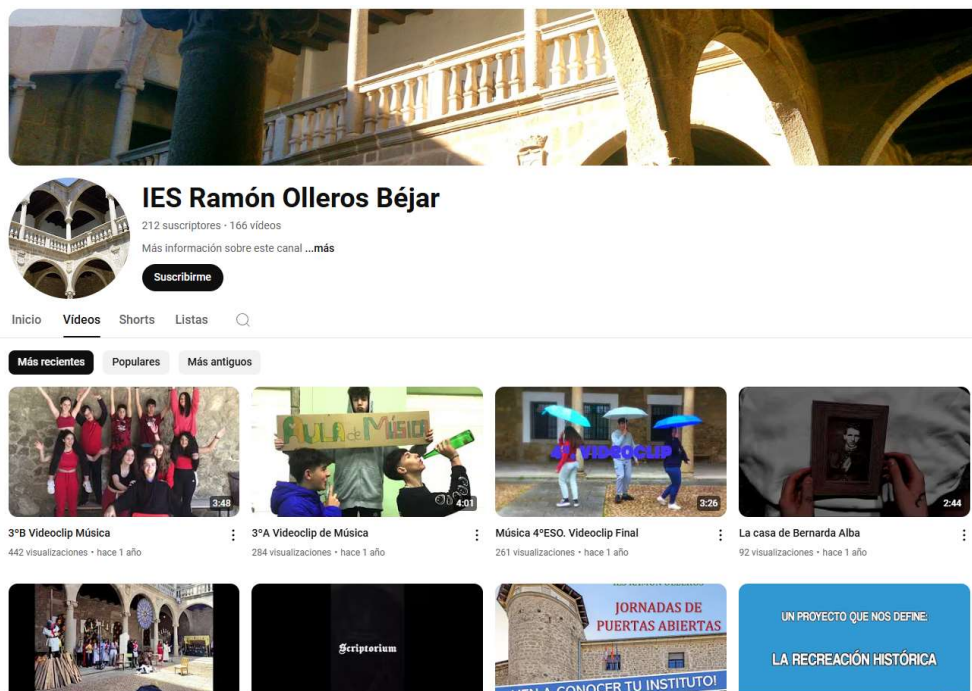 IES Ramón Olleros Béjar
212 suscriptores · 166 vídeos
Más información sobre este canal ...más
Suscribirme
Inicio Vídeos Shorts Listas
Más recientes Populares Más antiguos
AULA de MÚSICA
4º VIDEOCLIP
3:48
4:01
3:26
2:44
3ºB Videoclip Música
442 visualizaciones • hace 1 año
3ºA Videoclip de Música
284 visualizaciones • hace 1 año
Música 4ºESO. Videoclip Final
261 visualizaciones • hace 1 año
La casa de Bernarda Alba
92 visualizaciones • hace 1 año
Scriptorium
IES RAMÓN OLLEROS
JORNADAS DE
PUERTAS ABIERTAS
VEN A CONOCER TU INSTITUTO!
UN PROYECTO QUE NOS DEFINE:
LA RECREACIÓN HISTÓRICA